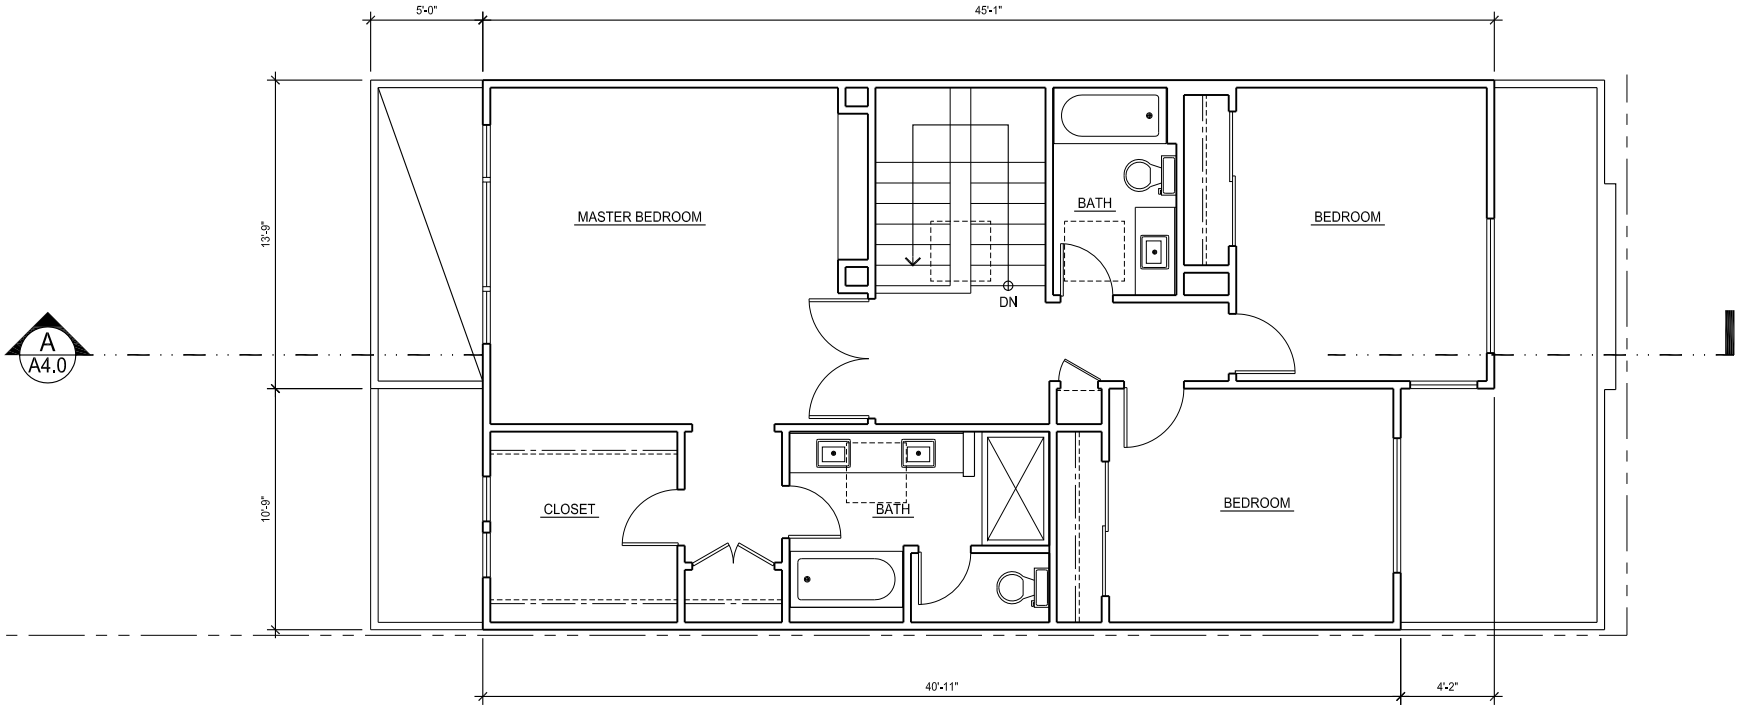 5'-0"
45'-1"
13'-9"
MASTER BEDROOM
BATH
BEDROOM
DN
A
A4.0
10'-9"
CLOSET
BATH
BEDROOM
40'-11"
4'-2"